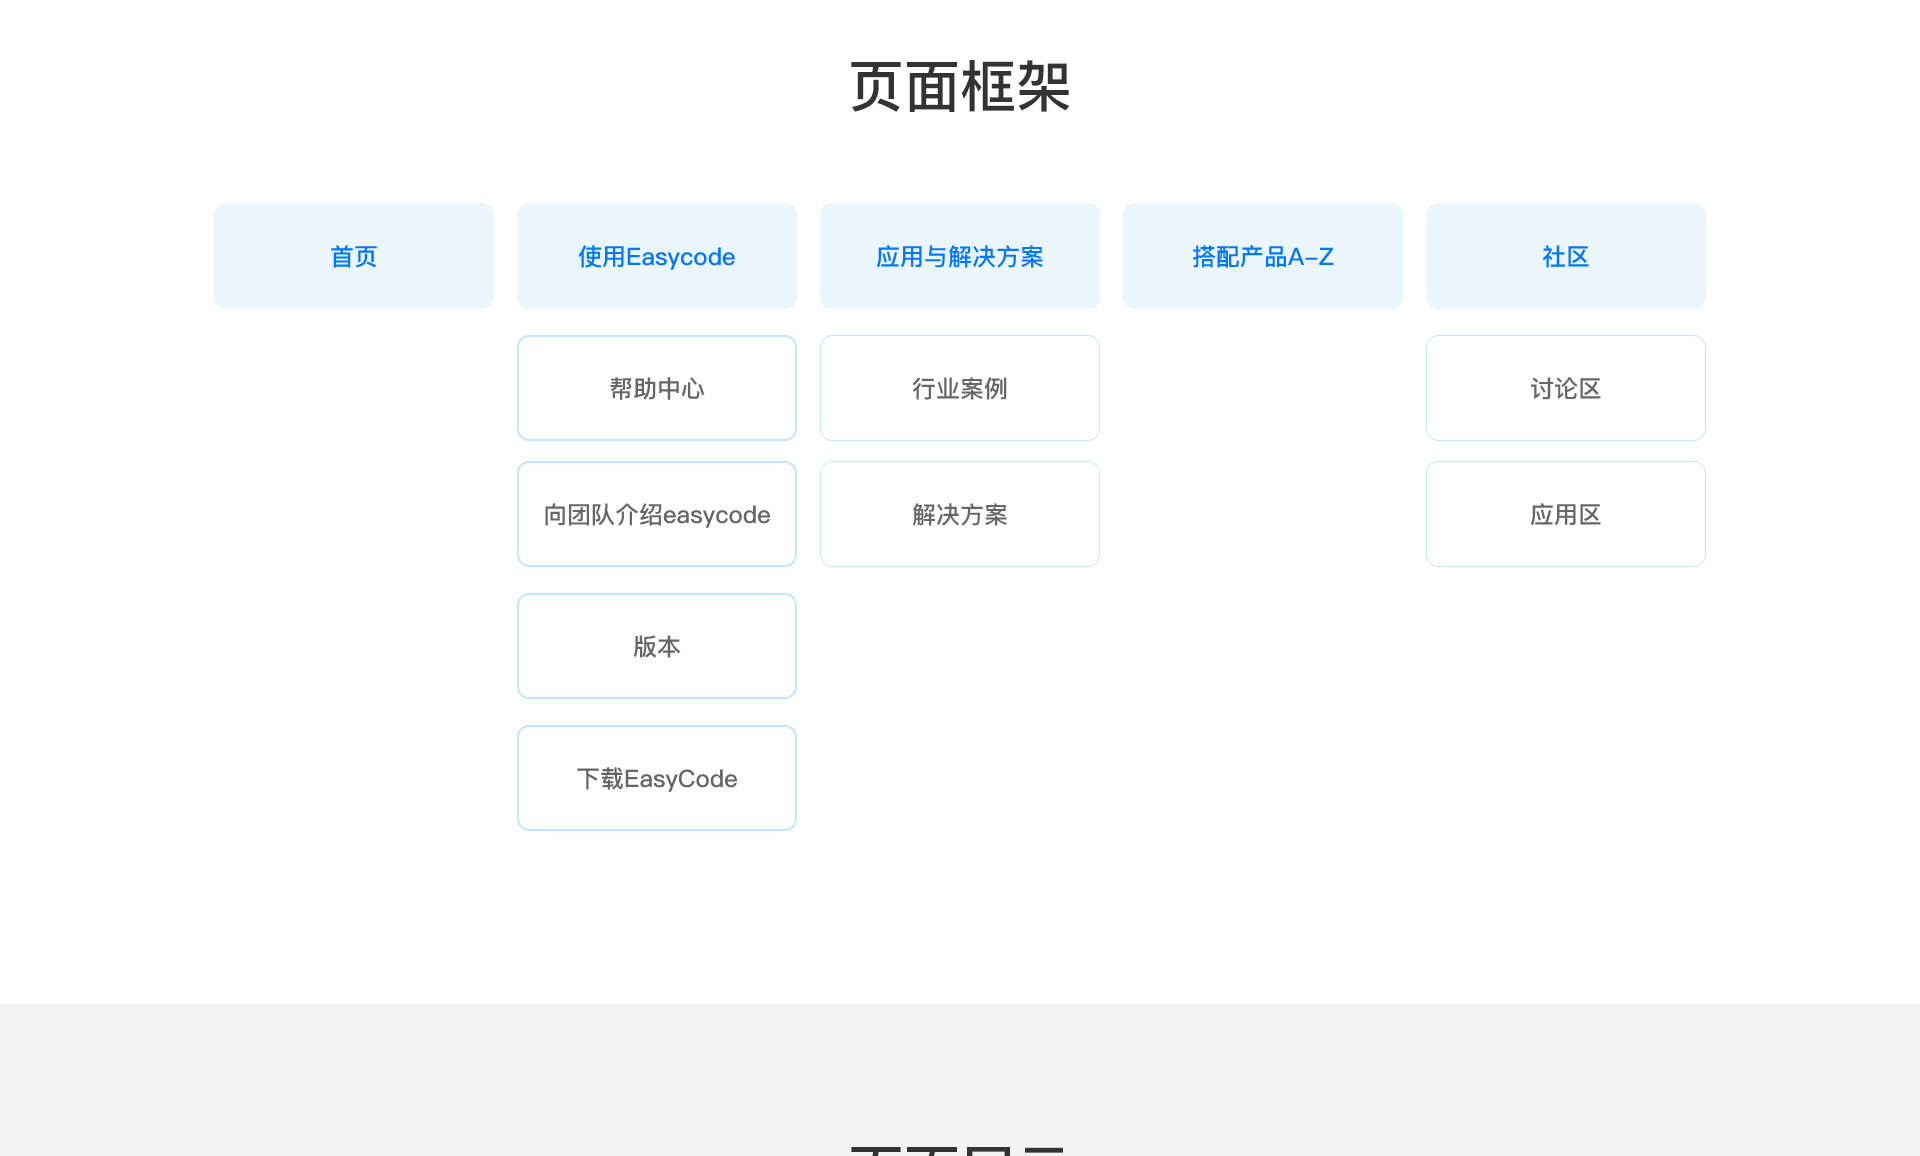 页面框架
首页
使用Easycode
应用与解决方案
搭配产品A-Z
社区
帮助中心
行业案例
讨论区
向团队介绍easycode
解决方案
应用区
版本
下载EasyCode